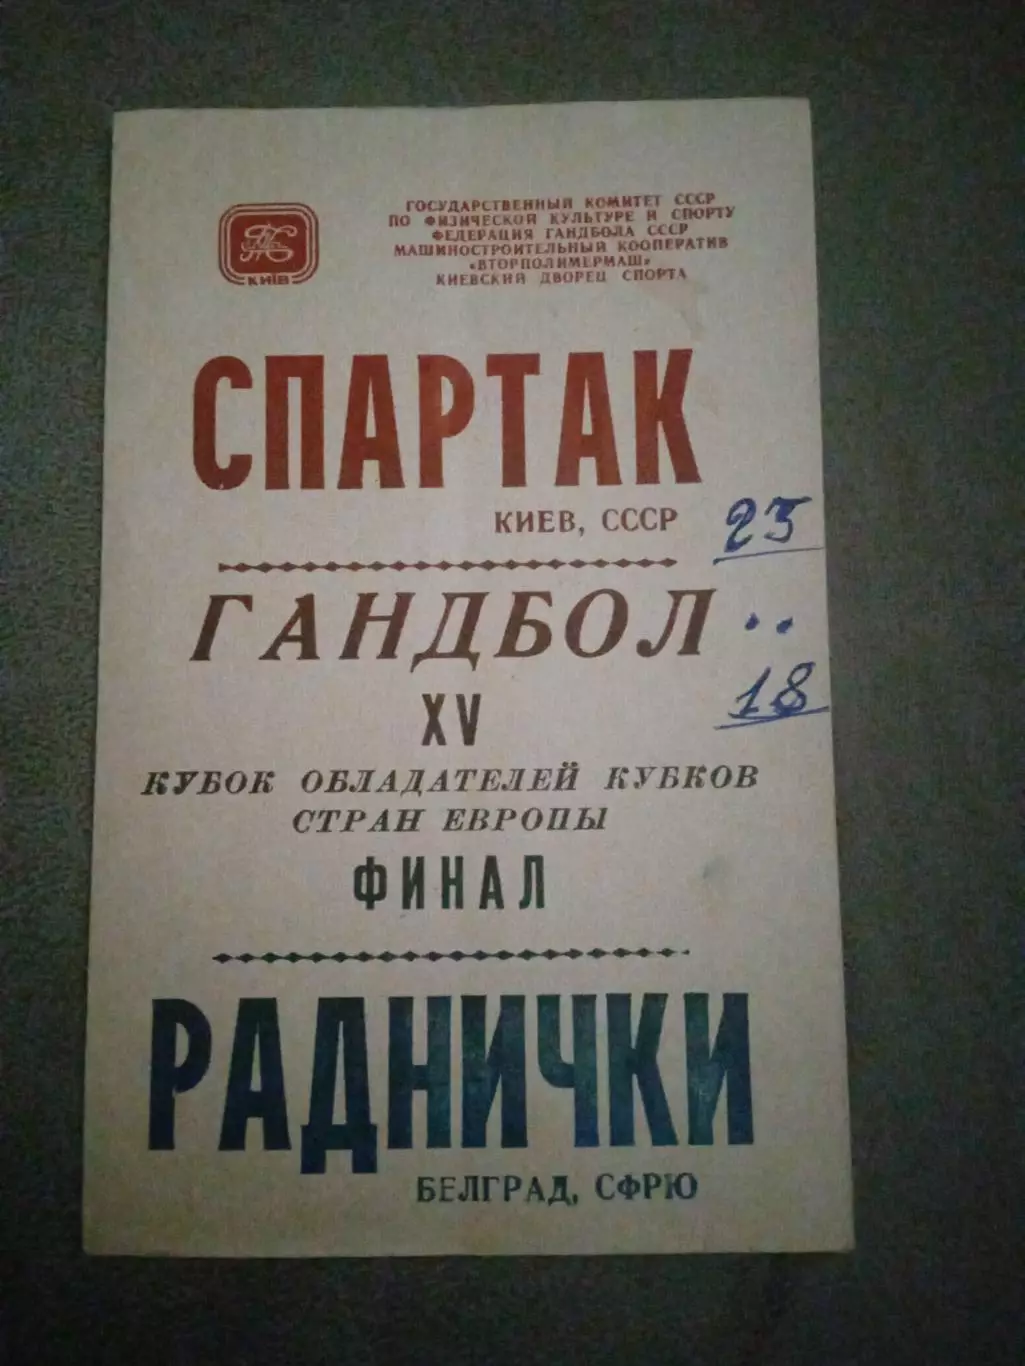 ГОСУДАРСТВЕННЫЙ КОМИТЕТ СССР
ПО ФИЗИЧЕСКОЙ КУЛЬТУРЕ И СПОРТУ
ФЕДЕРАЦИЯ ГАНДБОЛА СССР
МАШИНОСТРОИТЕЛЬНЫЙ КООПЕРАТИВ
«ВТОРПОЛИМЕРМАШ»
КИЕВСКИЙ ДВОРЕЦ СПОРТА
КИЇВ
СПАРТАК
КИЕВ, СССР
23
ГАНДБОЛ
:
18
XV
КУБОК ОБЛАДАТЕЛЕЙ КУБКОВ
СТРАН ЕВРОПЫ
ФИНАЛ
РАДНИЧКИ
БЕЛГРАД, СФРЮ